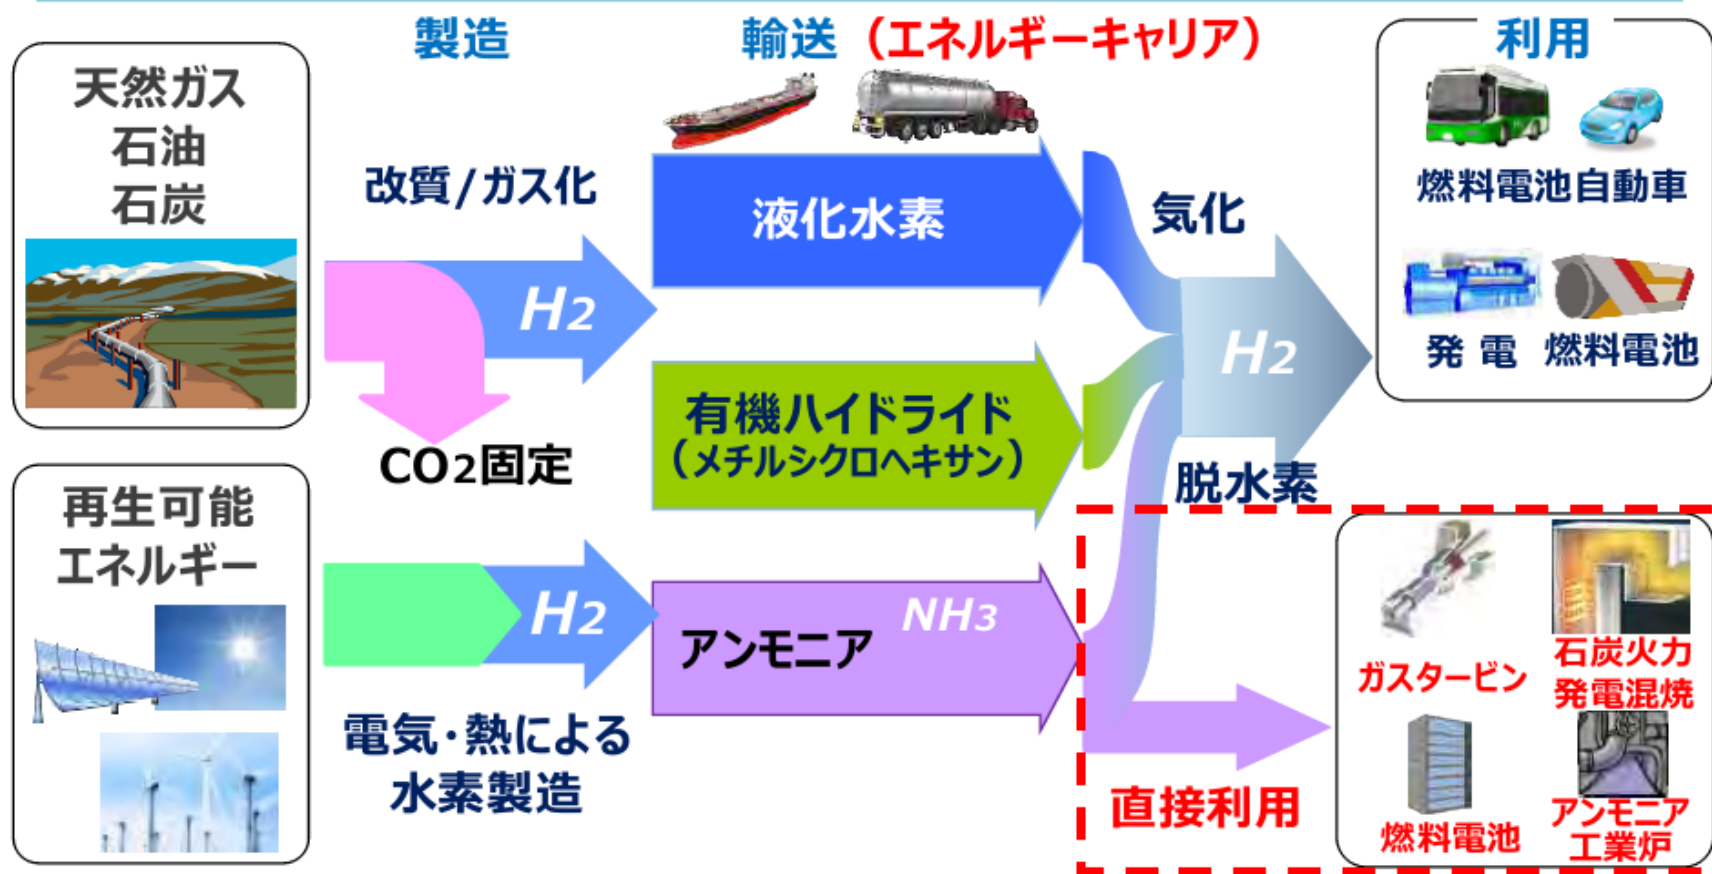 製造
輸送（エネルギーキャリア）
利用
天然ガス
石油
石炭
改質/ガス化
H2
CO2固定
再生可能
エネルギー
H2
電気・熱による
水素製造
液化水素
有機ハイドライド
（メチルシクロヘキサン）
アンモニア NH3
気化
H2
脱水素
直接利用
燃料電池自動車
発電 燃料電池
ガスタービン
石炭火力
発電混焼
燃料電池
アンモニア
工業炉